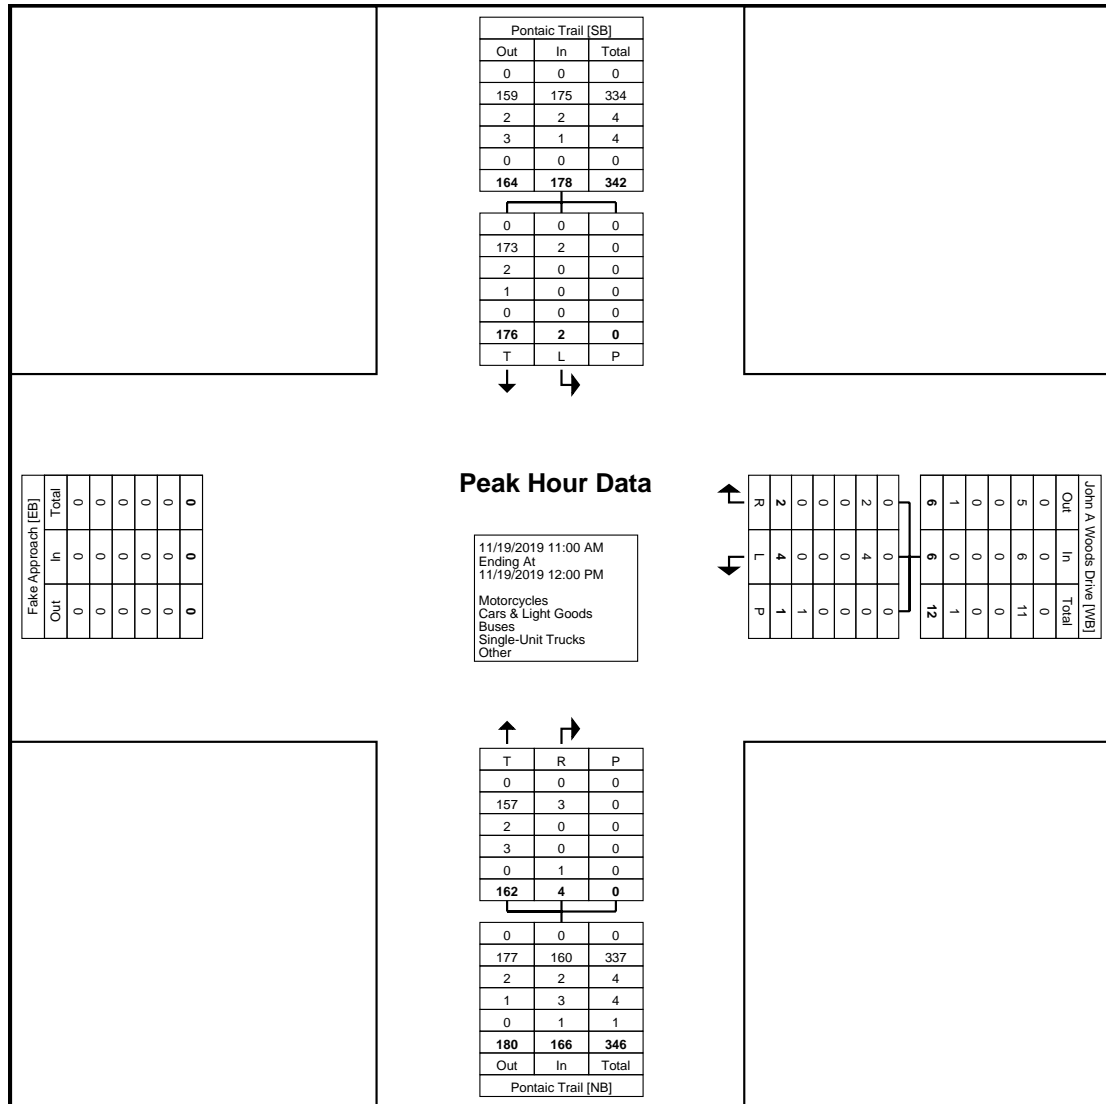 Pontaic Trail [SB]
Out In Total
0 0 0
159 175 334
2 2 4
3 1 4
0 0 0
164 178 342
0 0 0
173 2 0
2 0 0
1 0 0
0 0 0
176 2 0
T L P
Fake Approach [EB]
Out In Total
0 0 0
0 0 0
0 0 0
0 0 0
0 0 0
0 0 0
Peak Hour Data
11/19/2019 11:00 AM
Ending At
11/19/2019 12:00 PM
Motorcycles
Cars & Light Goods
Buses
Single-Unit Trucks
Other
John A Woods Drive [WB]
Out In Total
0 0 0
5 6 11
0 0 0
0 0 0
1 0 1
6 6 12
0 0 0
2 4 0
0 0 0
0 0 0
0 0 1
2 4 1
R L P
T R P
0 0 0
157 3 0
2 0 0
3 0 0
0 1 0
162 4 0
0 0 0
177 160 337
2 2 4
1 3 4
0 1 1
180 166 346
Out In Total
Pontaic Trail [NB]